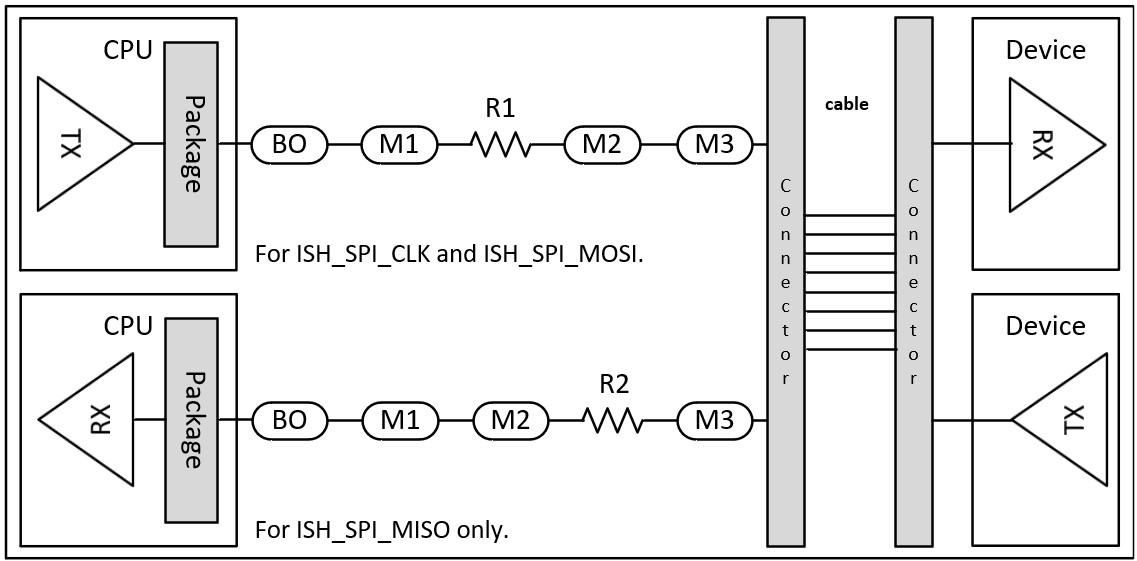 CPU
Package
TX
BO
M1
R1
M2
M3
Connector
cable
Connector
Device
RX
For ISH_SPI_CLK and ISH_SPI_MOSI.
CPU
Package
RX
BO
M1
M2
R2
M3
Device
TX
For ISH_SPI_MISO only.